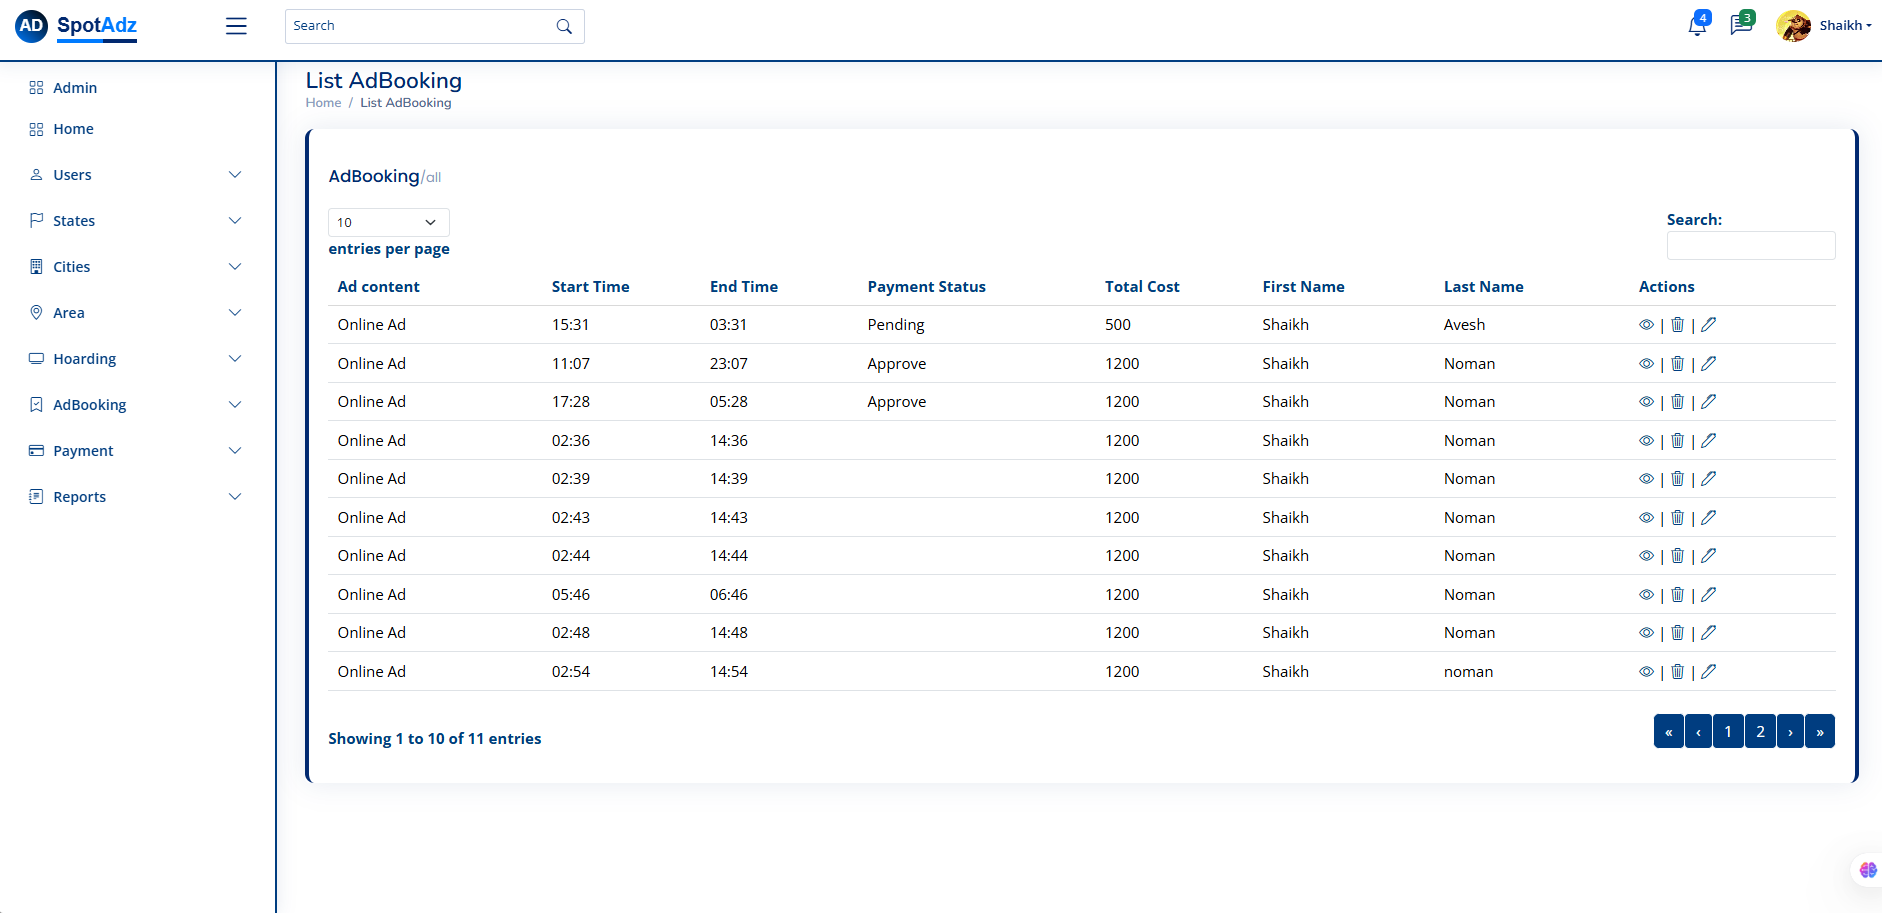 AD SpotAdz
Search
4
3
Shaikh
Admin
Home
Users
States
Cities
Area
Hoarding
AdBooking
Payment
Reports
List AdBooking
Home / List AdBooking
AdBooking/all
10
entries per page
Search:
Ad content Start Time End Time Payment Status Total Cost First Name Last Name Actions
Online Ad 15:31 03:31 Pending 500 Shaikh Avesh | |
Online Ad 11:07 23:07 Approve 1200 Shaikh Noman | |
Online Ad 17:28 05:28 Approve 1200 Shaikh Noman | |
Online Ad 02:36 14:36 1200 Shaikh Noman | |
Online Ad 02:39 14:39 1200 Shaikh Noman | |
Online Ad 02:43 14:43 1200 Shaikh Noman | |
Online Ad 02:44 14:44 1200 Shaikh Noman | |
Online Ad 05:46 06:46 1200 Shaikh Noman | |
Online Ad 02:48 14:48 1200 Shaikh Noman | |
Online Ad 02:54 14:54 1200 Shaikh noman | |
Showing 1 to 10 of 11 entries
« ‹ 1 2 › »